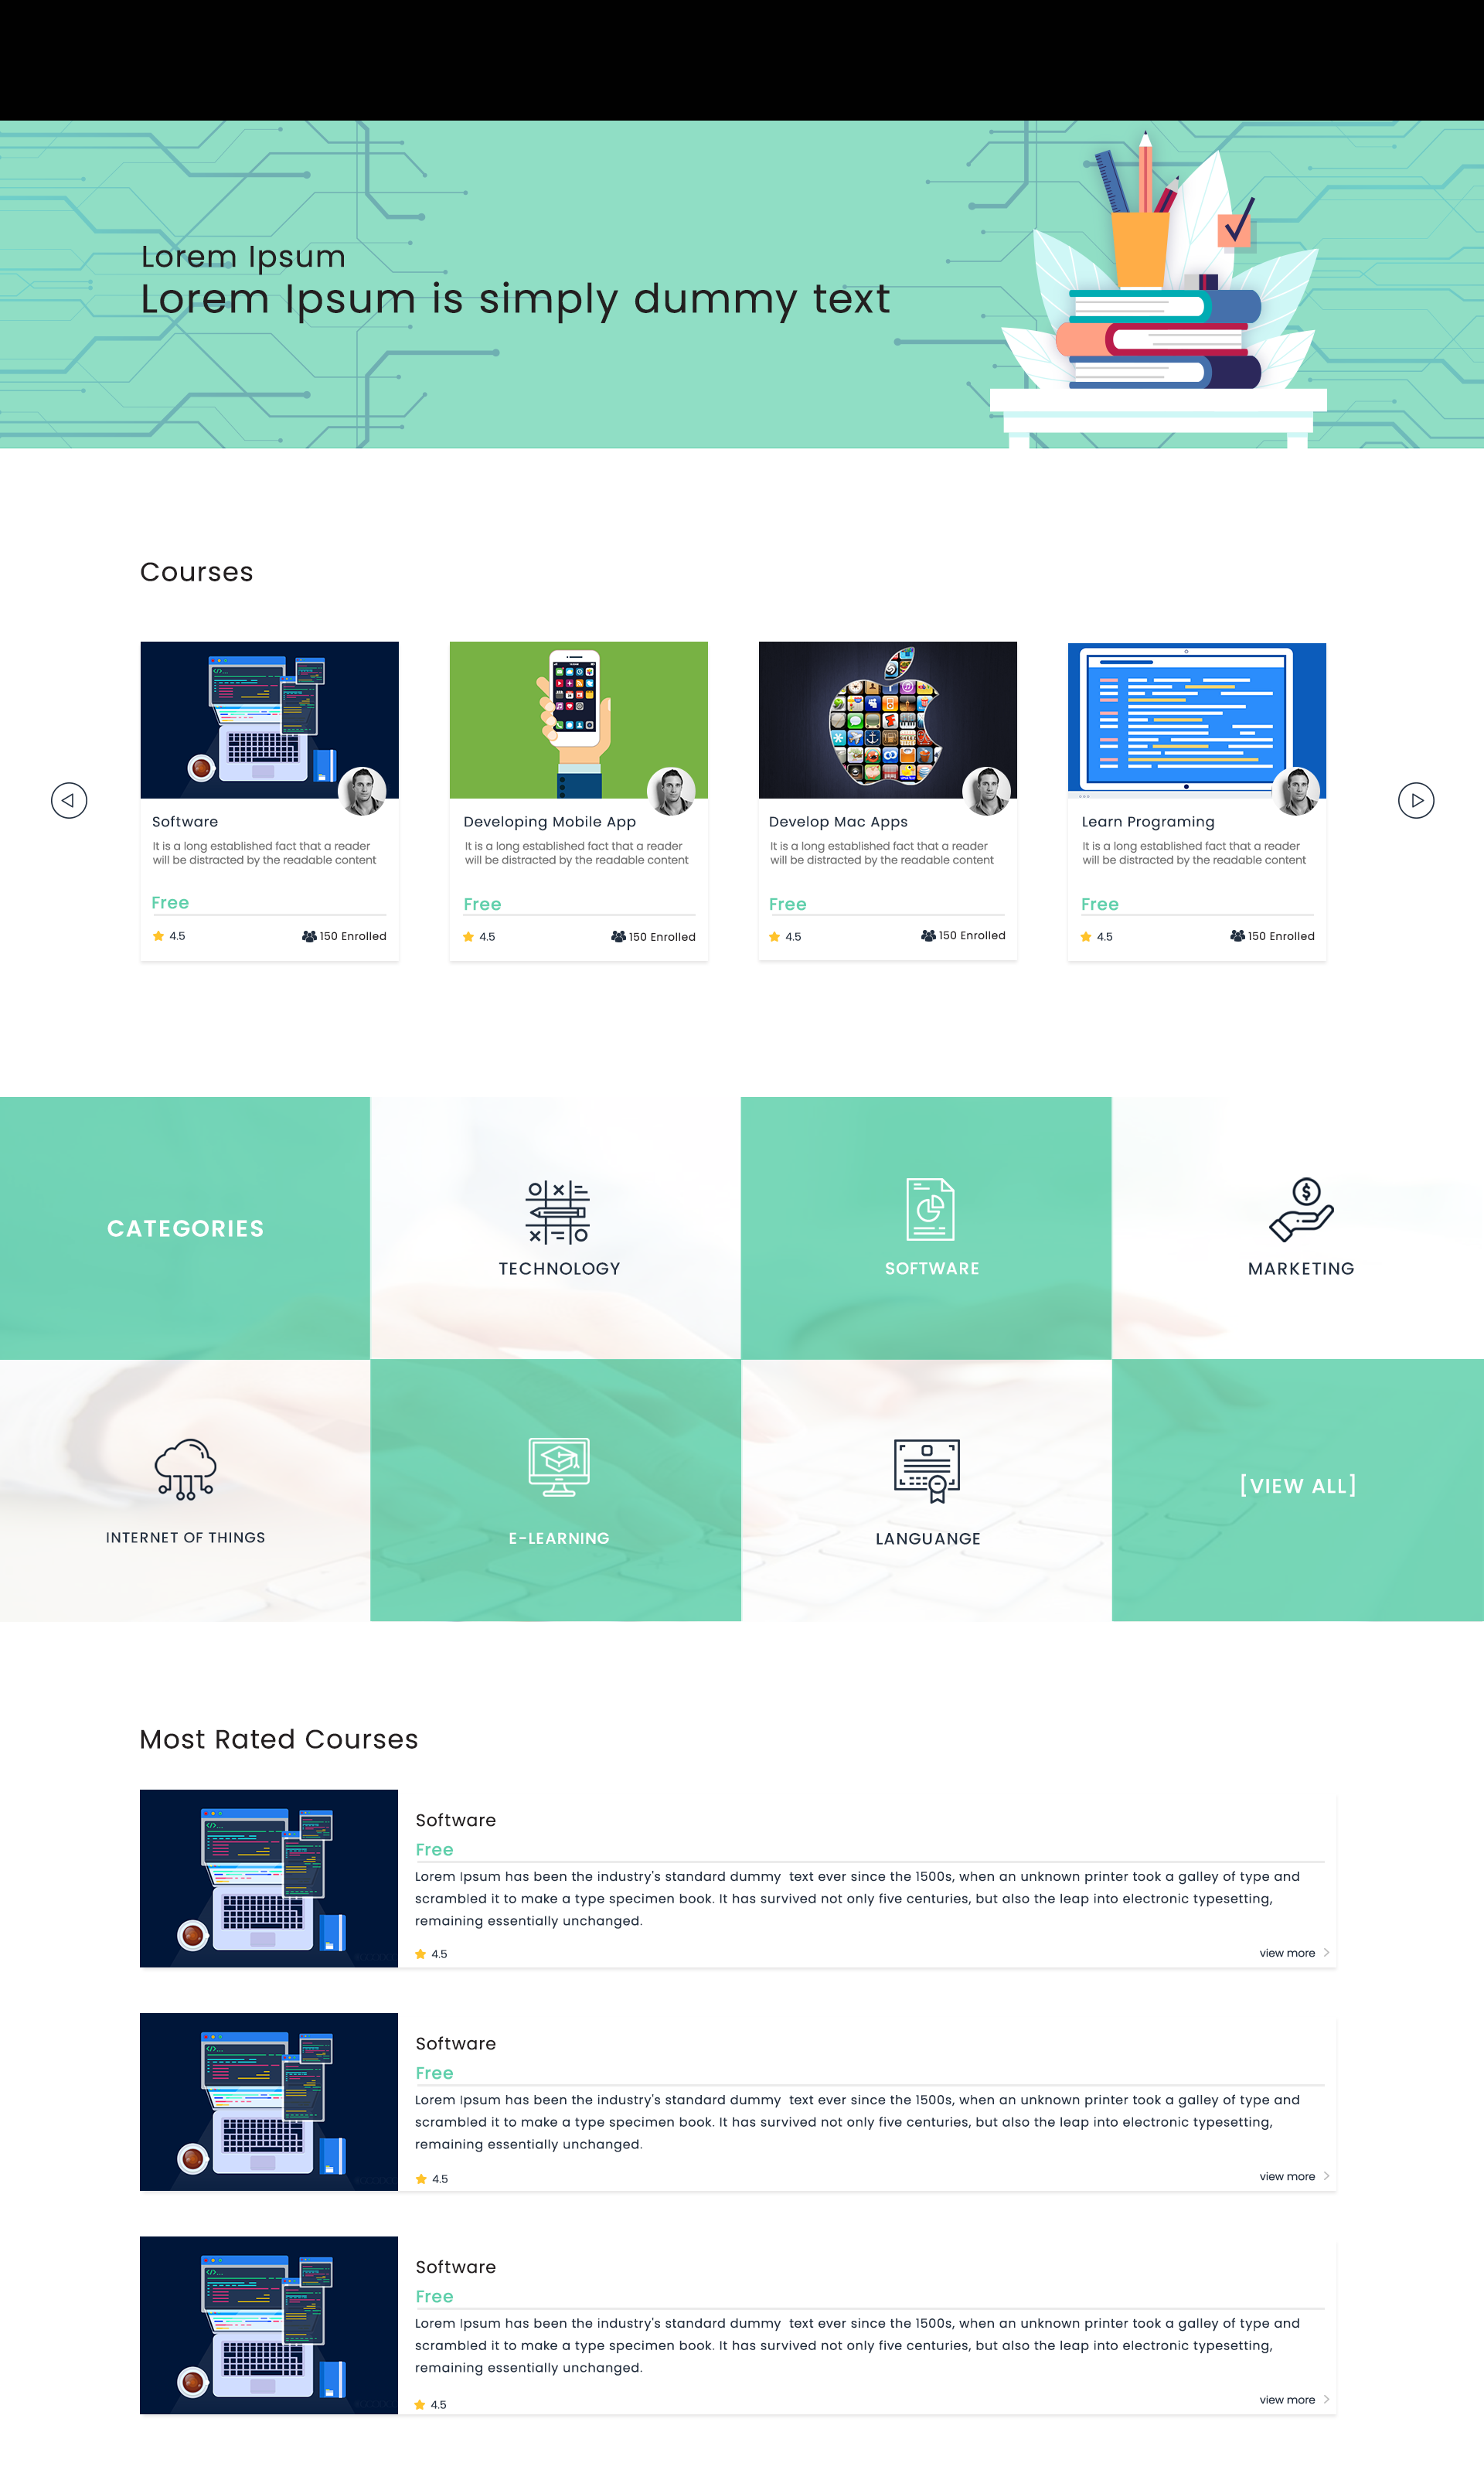 Lorem Ipsum
Lorem Ipsum is simply dummy text
Courses
Software
It is a long established fact that a reader
will be distracted by the readable content
Free
4.5
150 Enrolled
Developing Mobile App
It is a long established fact that a reader
will be distracted by the readable content
Free
4.5
150 Enrolled
Develop Mac Apps
It is a long established fact that a reader
will be distracted by the readable content
Free
4.5
150 Enrolled
Learn Programing
It is a long established fact that a reader
will be distracted by the readable content
Free
4.5
150 Enrolled
CATEGORIES
TECHNOLOGY
SOFTWARE
MARKETING
INTERNET OF THINGS
E-LEARNING
LANGUANGE
[VIEW ALL]
Most Rated Courses
Software
Free
Lorem Ipsum has been the industry's standard dummy  text ever since the 1500s, when an unknown printer took a galley of type and
scrambled it to make a type specimen book. It has survived not only five centuries, but also the leap into electronic typesetting,
remaining essentially unchanged.
4.5
view more
Software
Free
Lorem Ipsum has been the industry's standard dummy  text ever since the 1500s, when an unknown printer took a galley of type and
scrambled it to make a type specimen book. It has survived not only five centuries, but also the leap into electronic typesetting,
remaining essentially unchanged.
4.5
view more
Software
Free
Lorem Ipsum has been the industry's standard dummy  text ever since the 1500s, when an unknown printer took a galley of type and
scrambled it to make a type specimen book. It has survived not only five centuries, but also the leap into electronic typesetting,
remaining essentially unchanged.
4.5
view more